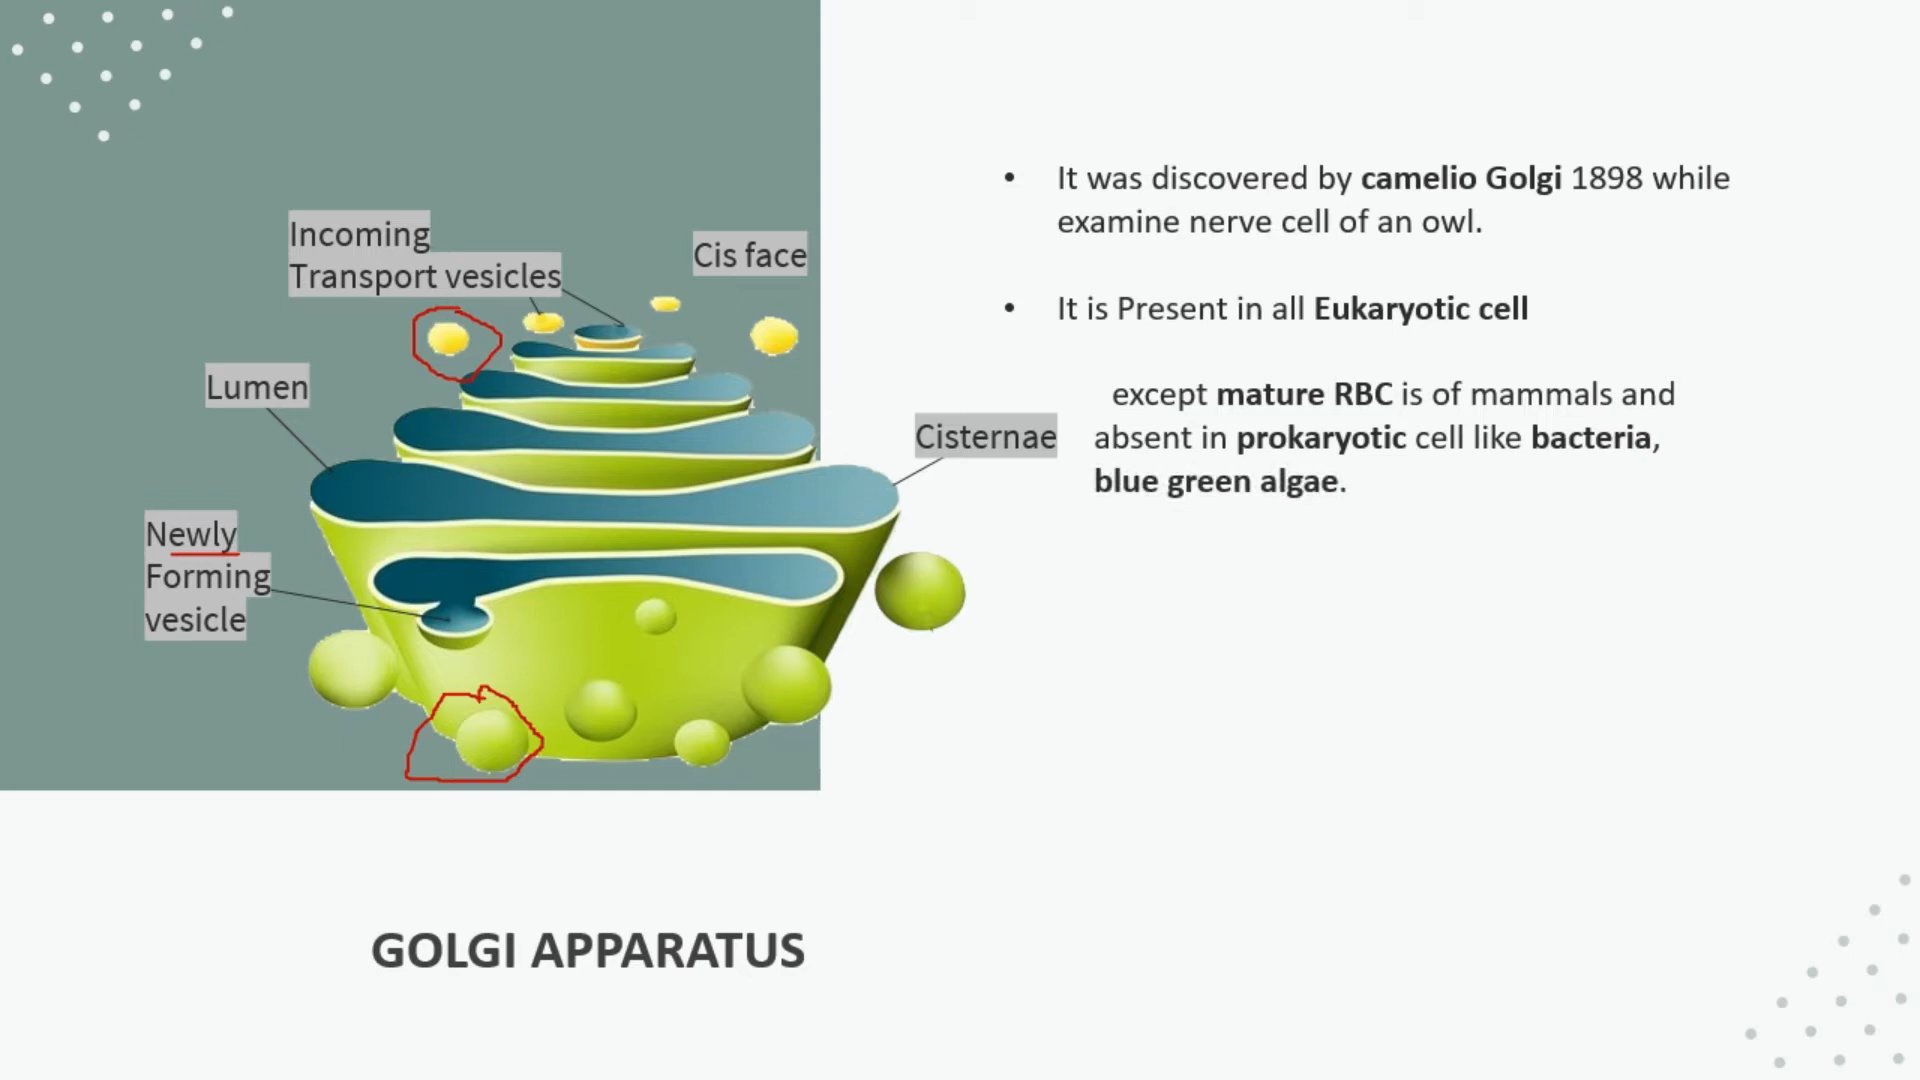 Incoming
Transport vesicles
Cis face
Lumen
Cisternae
Newly
Forming
vesicle
• It was discovered by camelio Golgi 1898 while
examine nerve cell of an owl.
• It is Present in all Eukaryotic cell
except mature RBC is of mammals and
absent in prokaryotic cell like bacteria,
blue green algae.
GOLGI APPARATUS